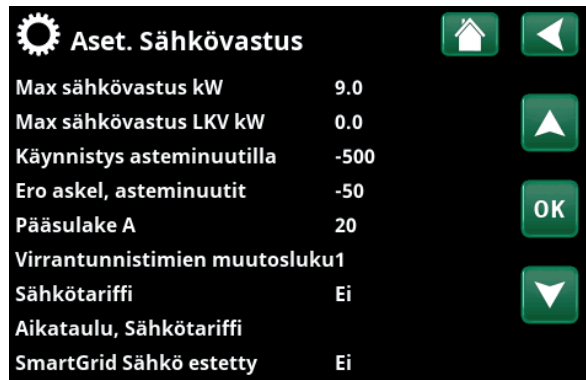 Aset. Sähkövastus
Max sähkövastus kW 9.0
Max sähkövastus LKV kW 0.0
Käynnistys asteminuutilla -500
Ero askel, asteminuutit -50
Pääsulake A 20
OK
Virrantunnistimien muutosluku1
Sähkötariffi Ei
Aikataulu, Sähkötariffi
SmartGrid Sähkö estetty Ei